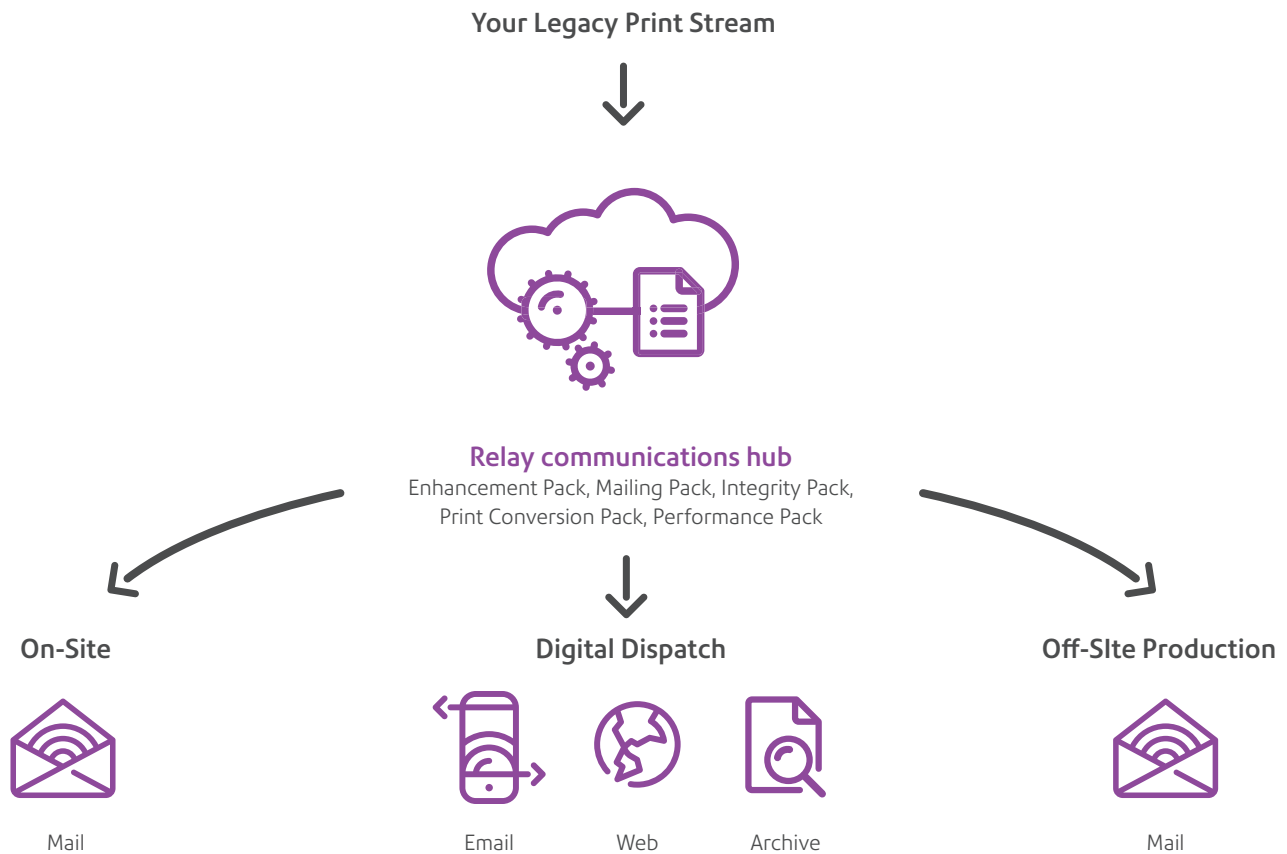 Your Legacy Print Stream
Relay communications hub
Enhancement Pack, Mailing Pack, Integrity Pack,
Print Conversion Pack, Performance Pack
On-Site
Digital Dispatch
Off-SIte Production
Mail
Email
Web
Archive
Mail